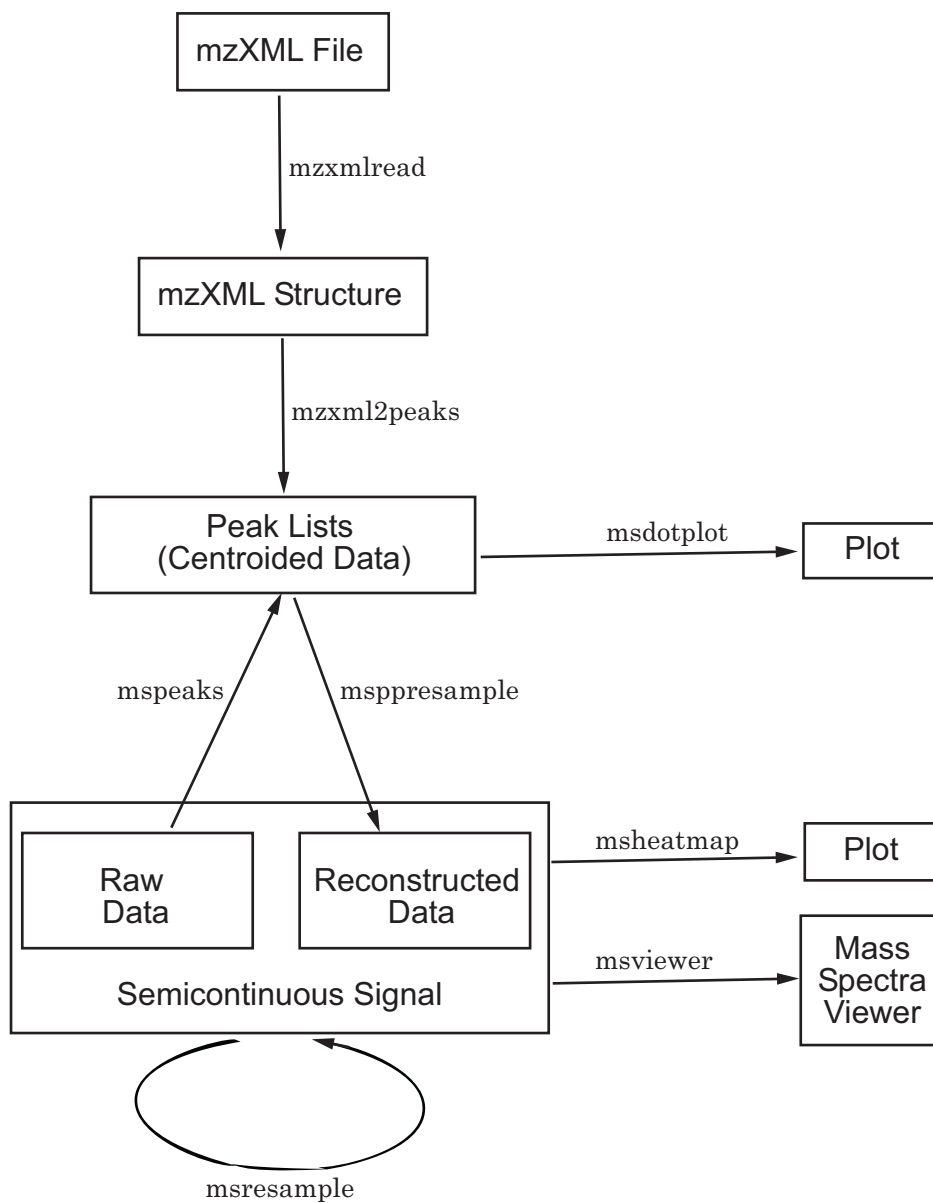 mzXML File
mzxmlread
mzXML Structure
mzxml2peaks
Peak Lists
(Centroided Data)
msdotplot
Plot
mspeaks
msppresample
Raw
Data
Reconstructed
Data
Semicontinuous Signal
msheatmap
Plot
msviewer
Mass
Spectra
Viewer
msresample